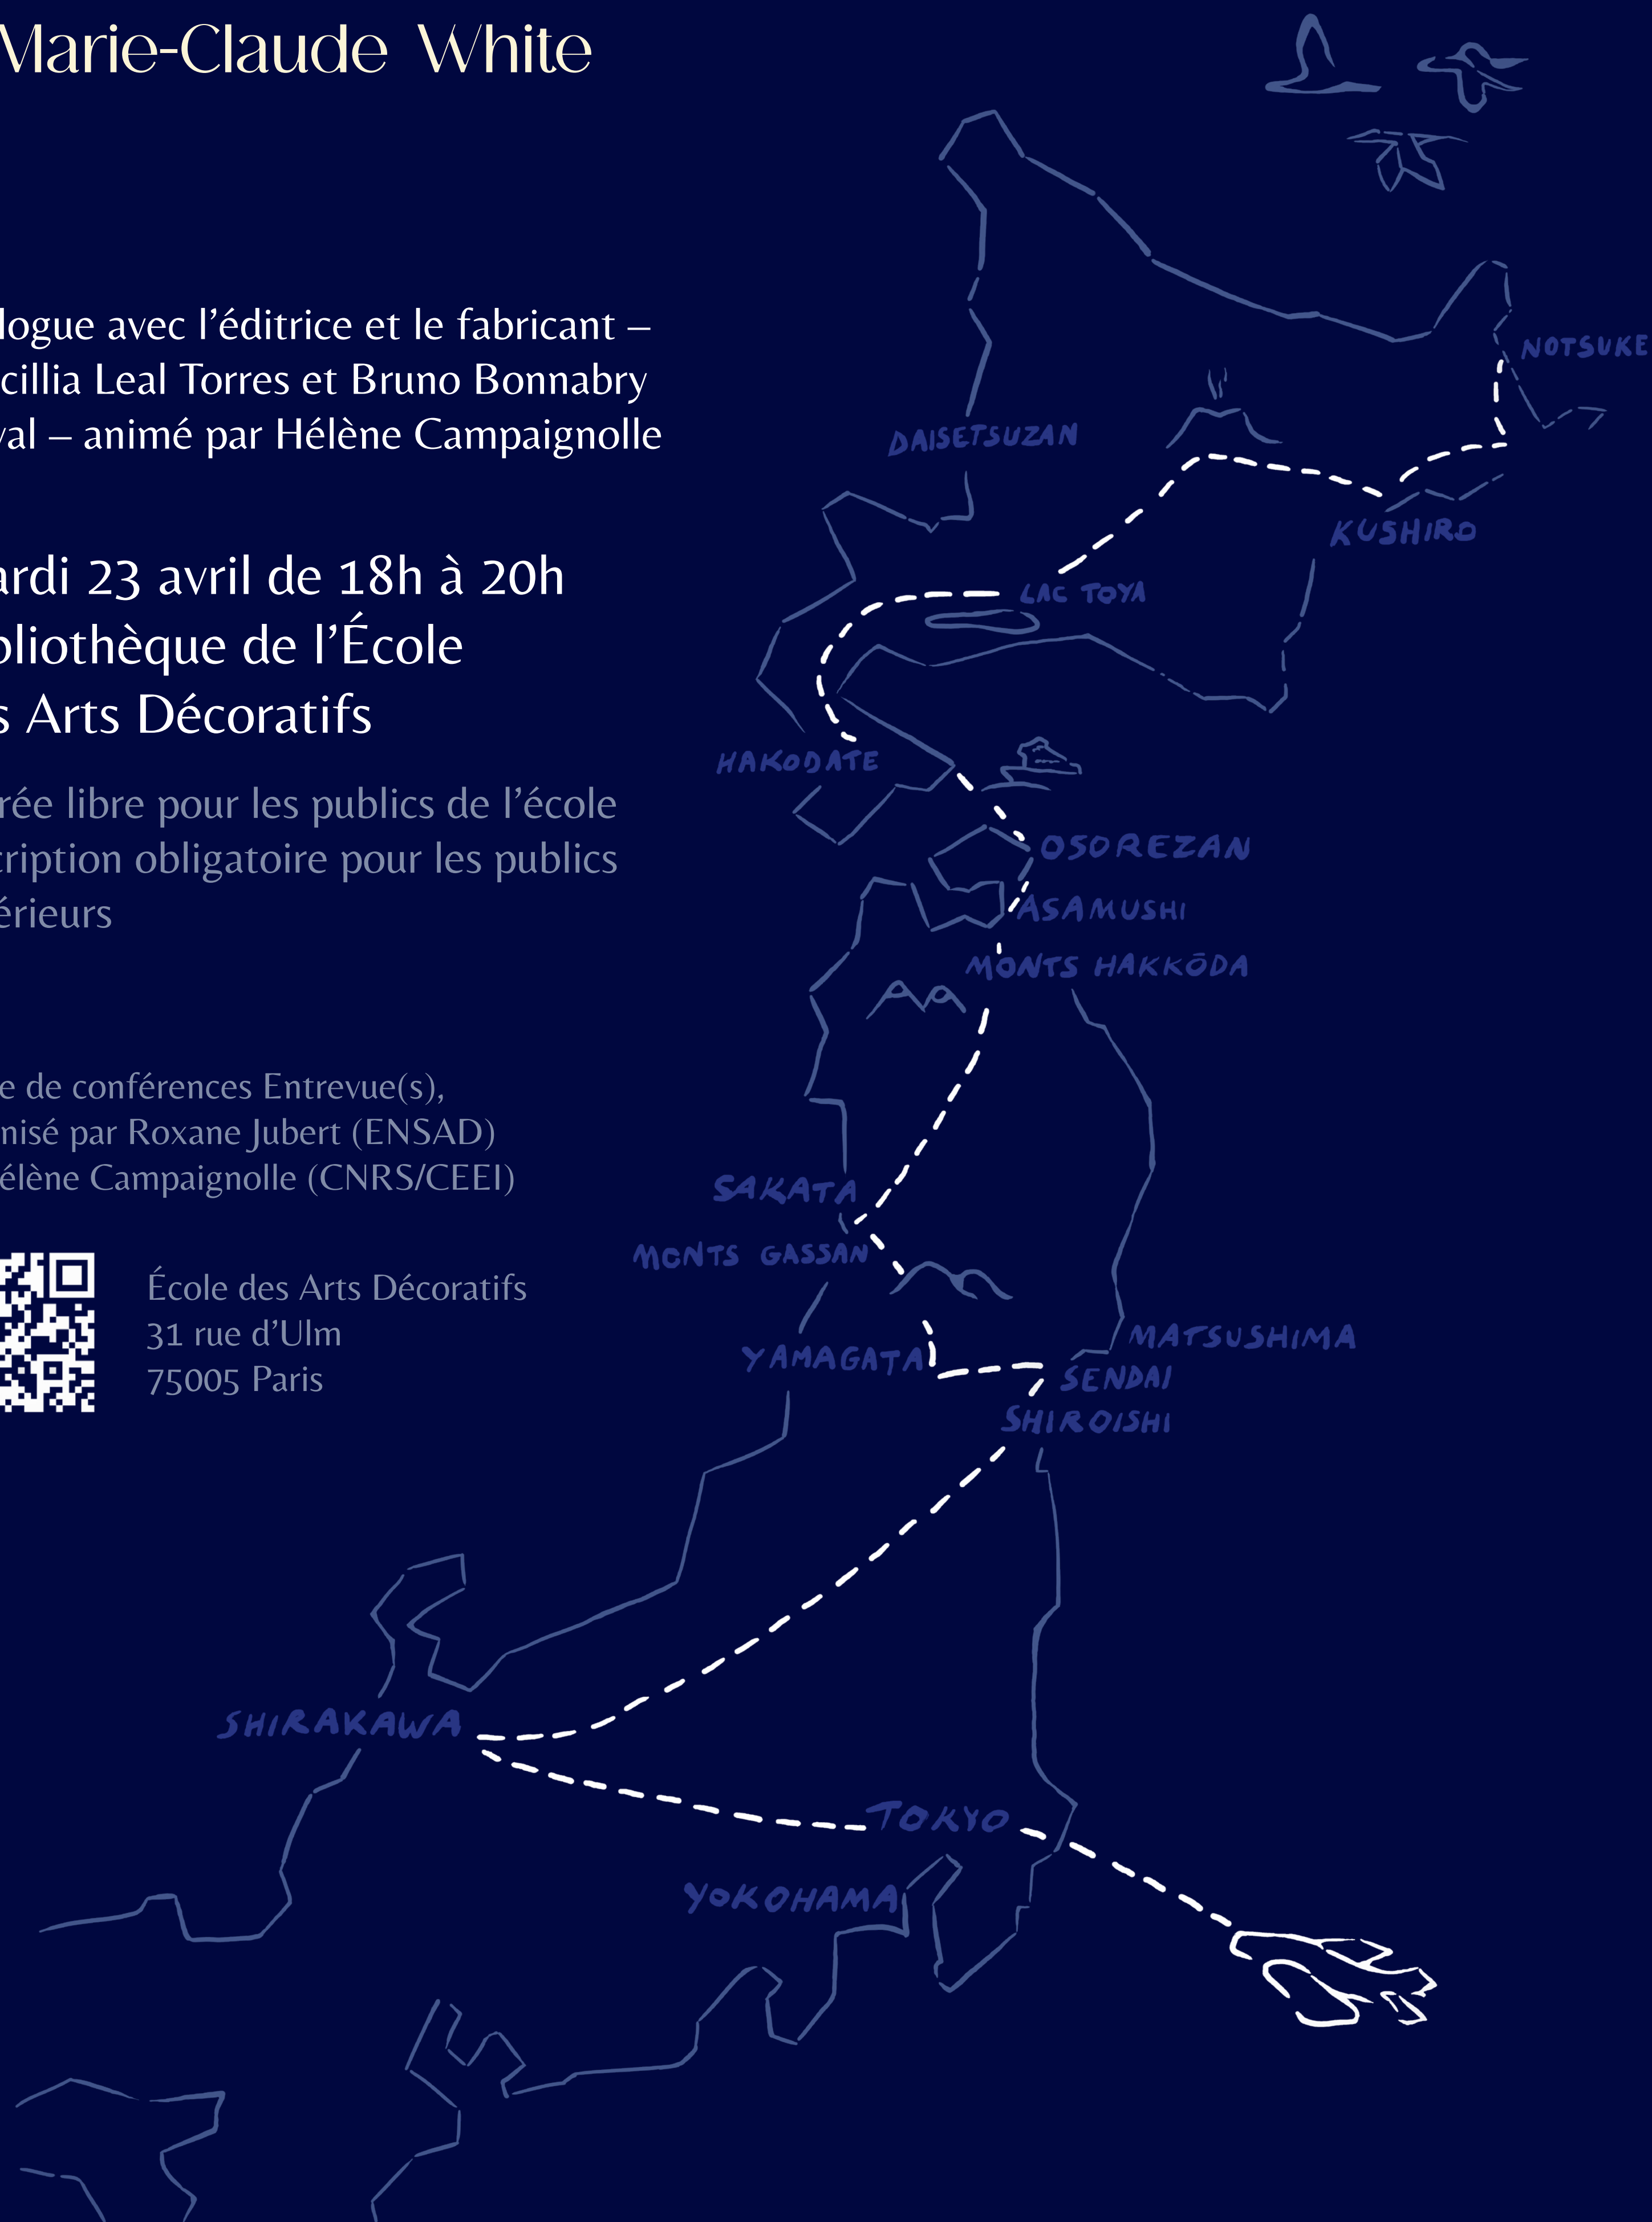 Marie-Claude White
logue avec l’éditrice et le fabricant –
cillia Leal Torres et Bruno Bonnabry
val – animé par Hélène Campaignolle
ardi 23 avril de 18h à 20h
bliothèque de l’École
s Arts Décoratifs
rée libre pour les publics de l’école
cription obligatoire pour les publics
érieurs
e de conférences Entrevue(s),
nisé par Roxane Jubert (ENSAD)
élène Campaignolle (CNRS/CEEI)
École des Arts Décoratifs
31 rue d’Ulm
75005 Paris
NOTSUKE
DAISETSUZAN
KUSHIRO
LAC TOYA
HAKODATE
OSOREZAN
ASAMUSHI
MONTS HAKKŌDA
SAKATA
MONTS GASSAN
MATSUSHIMA
YAMAGATA
SENDAI
SHIROISHI
SHIRAKAWA
TOKYO
YOKOHAMA